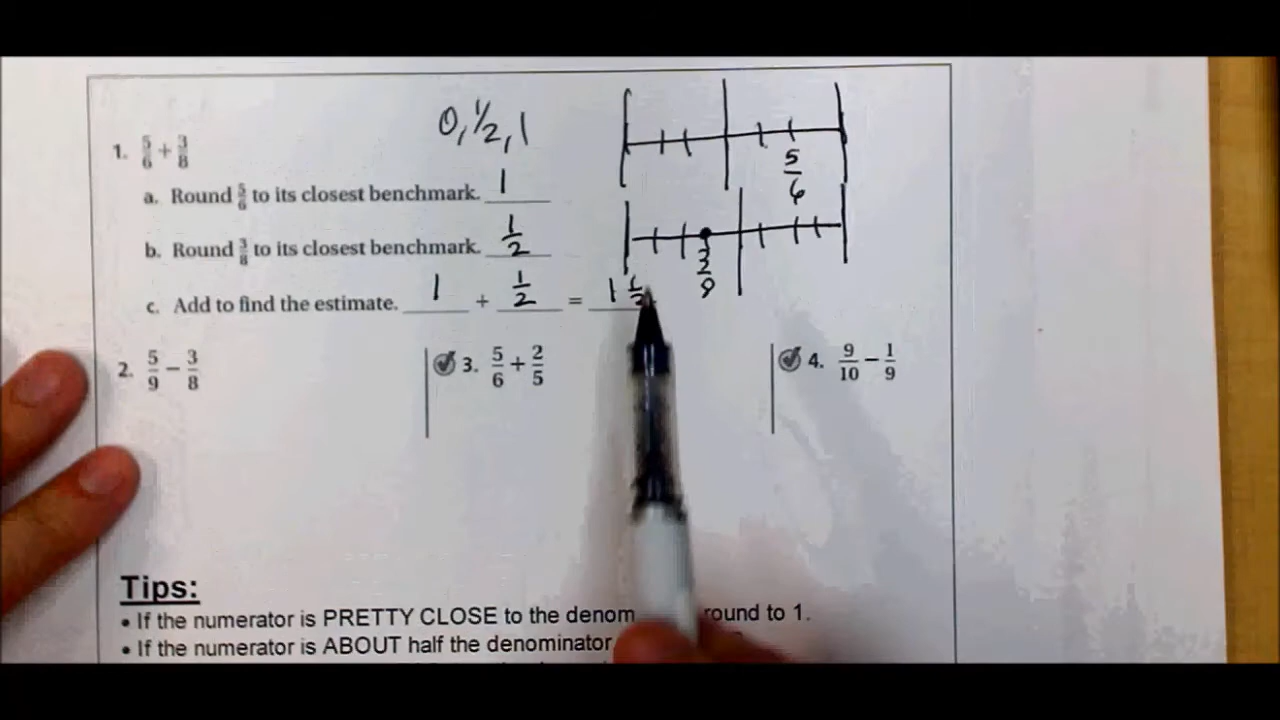 0, 1/2, 1
1. 5/6 + 3/8
5/6
a. Round 5/6 to its closest benchmark. 1
b. Round 3/8 to its closest benchmark. 1/2
3/9
c. Add to find the estimate. 1 + 1/2 = 1 1/2
2. 5/9 − 3/8
3. 5/6 + 2/5
4. 9/10 − 1/9
Tips:
• If the numerator is PRETTY CLOSE to the denom round to 1.
• If the numerator is ABOUT half the denominator